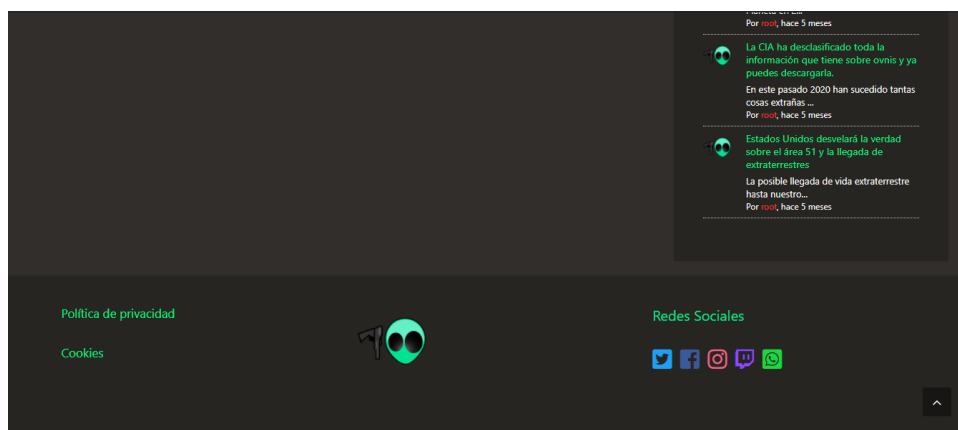 Por root, hace 5 meses
La CIA ha desclasificado toda la
información que tiene sobre ovnis y ya
puedes descargarla.
En este pasado 2020 han sucedido tantas
cosas extrañas ...
Por root, hace 5 meses
Estados Unidos desvelará la verdad
sobre el área 51 y la llegada de
extraterrestres
La posible llegada de vida extraterrestre
hasta nuestro...
Por root, hace 5 meses
Política de privacidad
Cookies
Redes Sociales